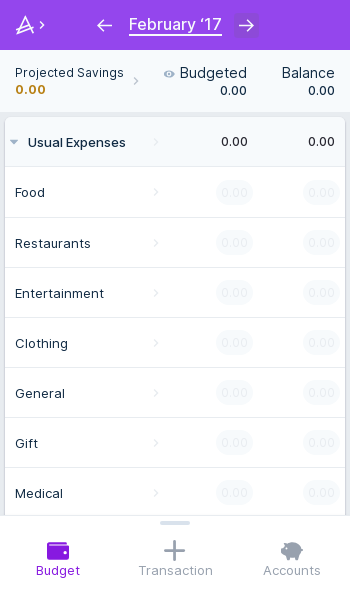 February ‘17
Projected Savings
0.00
Budgeted
0.00
Balance
0.00
Usual Expenses 0.00 0.00
Food 0.00 0.00
Restaurants 0.00 0.00
Entertainment 0.00 0.00
Clothing 0.00 0.00
General 0.00 0.00
Gift 0.00 0.00
Medical 0.00 0.00
Budget Transaction Accounts